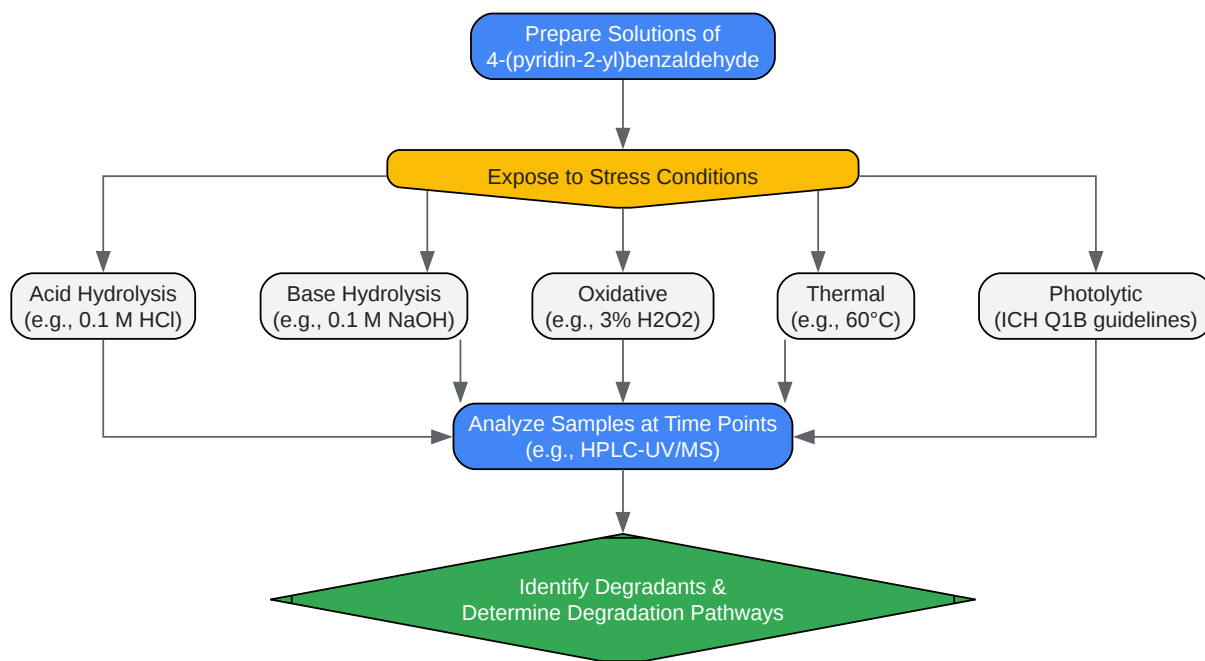 Prepare Solutions of
4-(pyridin-2-yl)benzaldehyde
Expose to Stress Conditions
Acid Hydrolysis
(e.g., 0.1 M HCl)
Base Hydrolysis
(e.g., 0.1 M NaOH)
Oxidative
(e.g., 3% H2O2)
Thermal
(e.g., 60°C)
Photolytic
(ICH Q1B guidelines)
Analyze Samples at Time Points
(e.g., HPLC-UV/MS)
Identify Degradants &
Determine Degradation Pathways